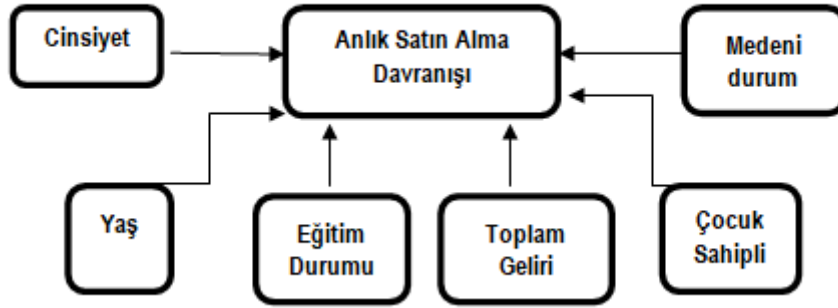 Cinsiyet
Anlık Satın Alma
Davranışı
Medeni
durum
Yaş
Eğitim
Durumu
Toplam
Geliri
Çocuk
Sahipli